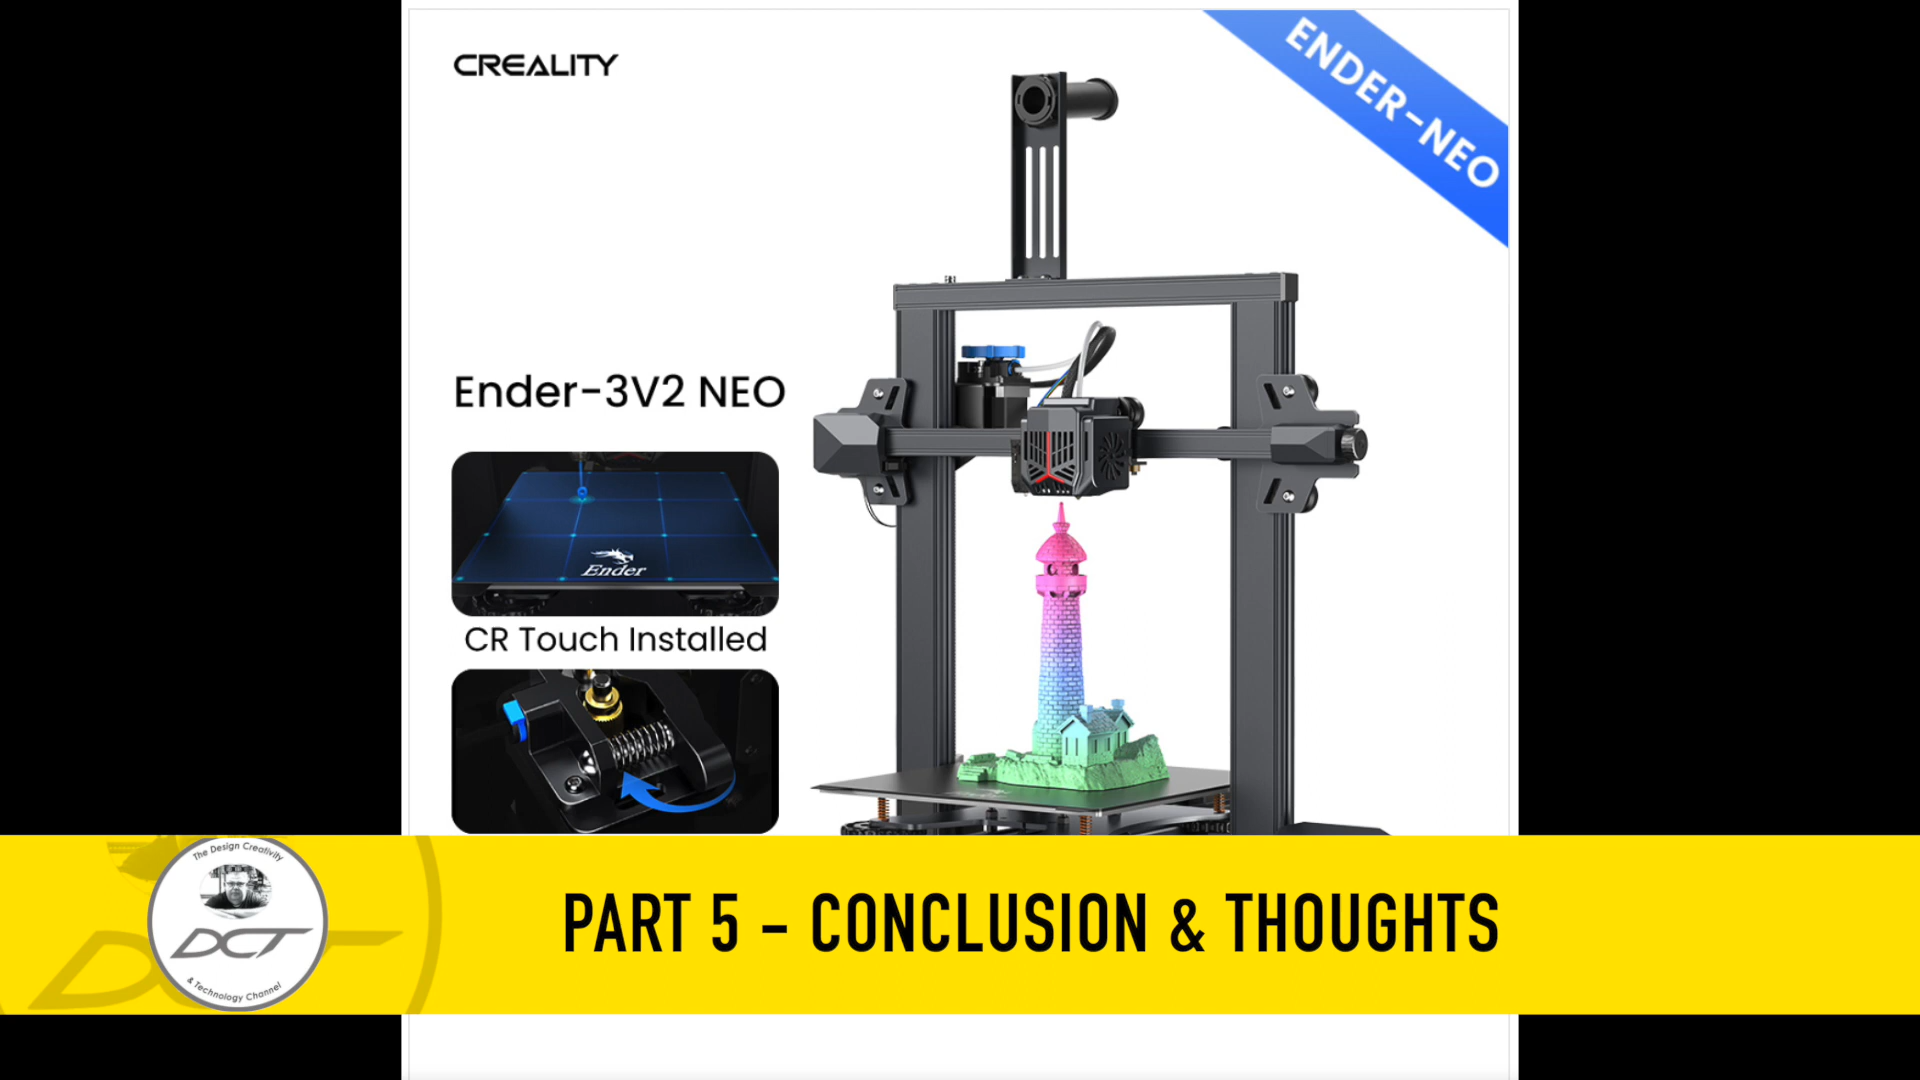 CREALITY
ENDER-NEO
Ender-3V2 NEO
Ender
CR Touch Installed
The Design Creativity
DCT
& Technology Channel
PART 5 - CONCLUSION & THOUGHTS